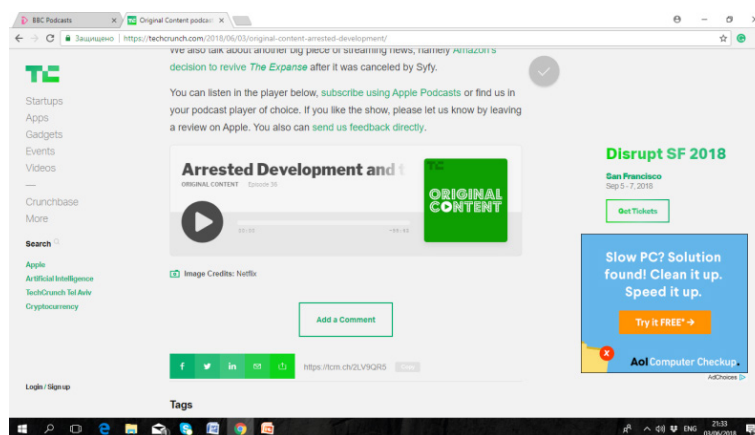 BBC Podcasts
Original Content podcast
Защищено | https://techcrunch.com/2018/06/03/original-content-arrested-development/
We also talk about another big piece of streaming news, namely Amazon's
decision to revive The Expanse after it was canceled by Syfy.
You can listen in the player below, subscribe using Apple Podcasts or find us in
your podcast player of choice. If you like the show, please let us know by leaving
a review on Apple. You also can send us feedback directly.
Startups
Apps
Gadgets
Events
Videos
Crunchbase
More
Search
Apple
Artificial Intelligence
TechCrunch Tel Aviv
Cryptocurrency
Login / Sign up
Arrested Development and t
ORIGINAL CONTENT Episode 38
00:00
ORIGINAL
CONTENT
Image Credits: Netflix
Add a Comment
https://tcm.ch/2LV9QR5 Copy
Tags
Disrupt SF 2018
San Francisco
Sep 5 - 7, 2018
Get Tickets
Slow PC? Solution
found! Clean it up.
Speed it up.
Try it FREE*
Aol Computer Checkup.
AdChoices
ENG
21:33
03/06/2018